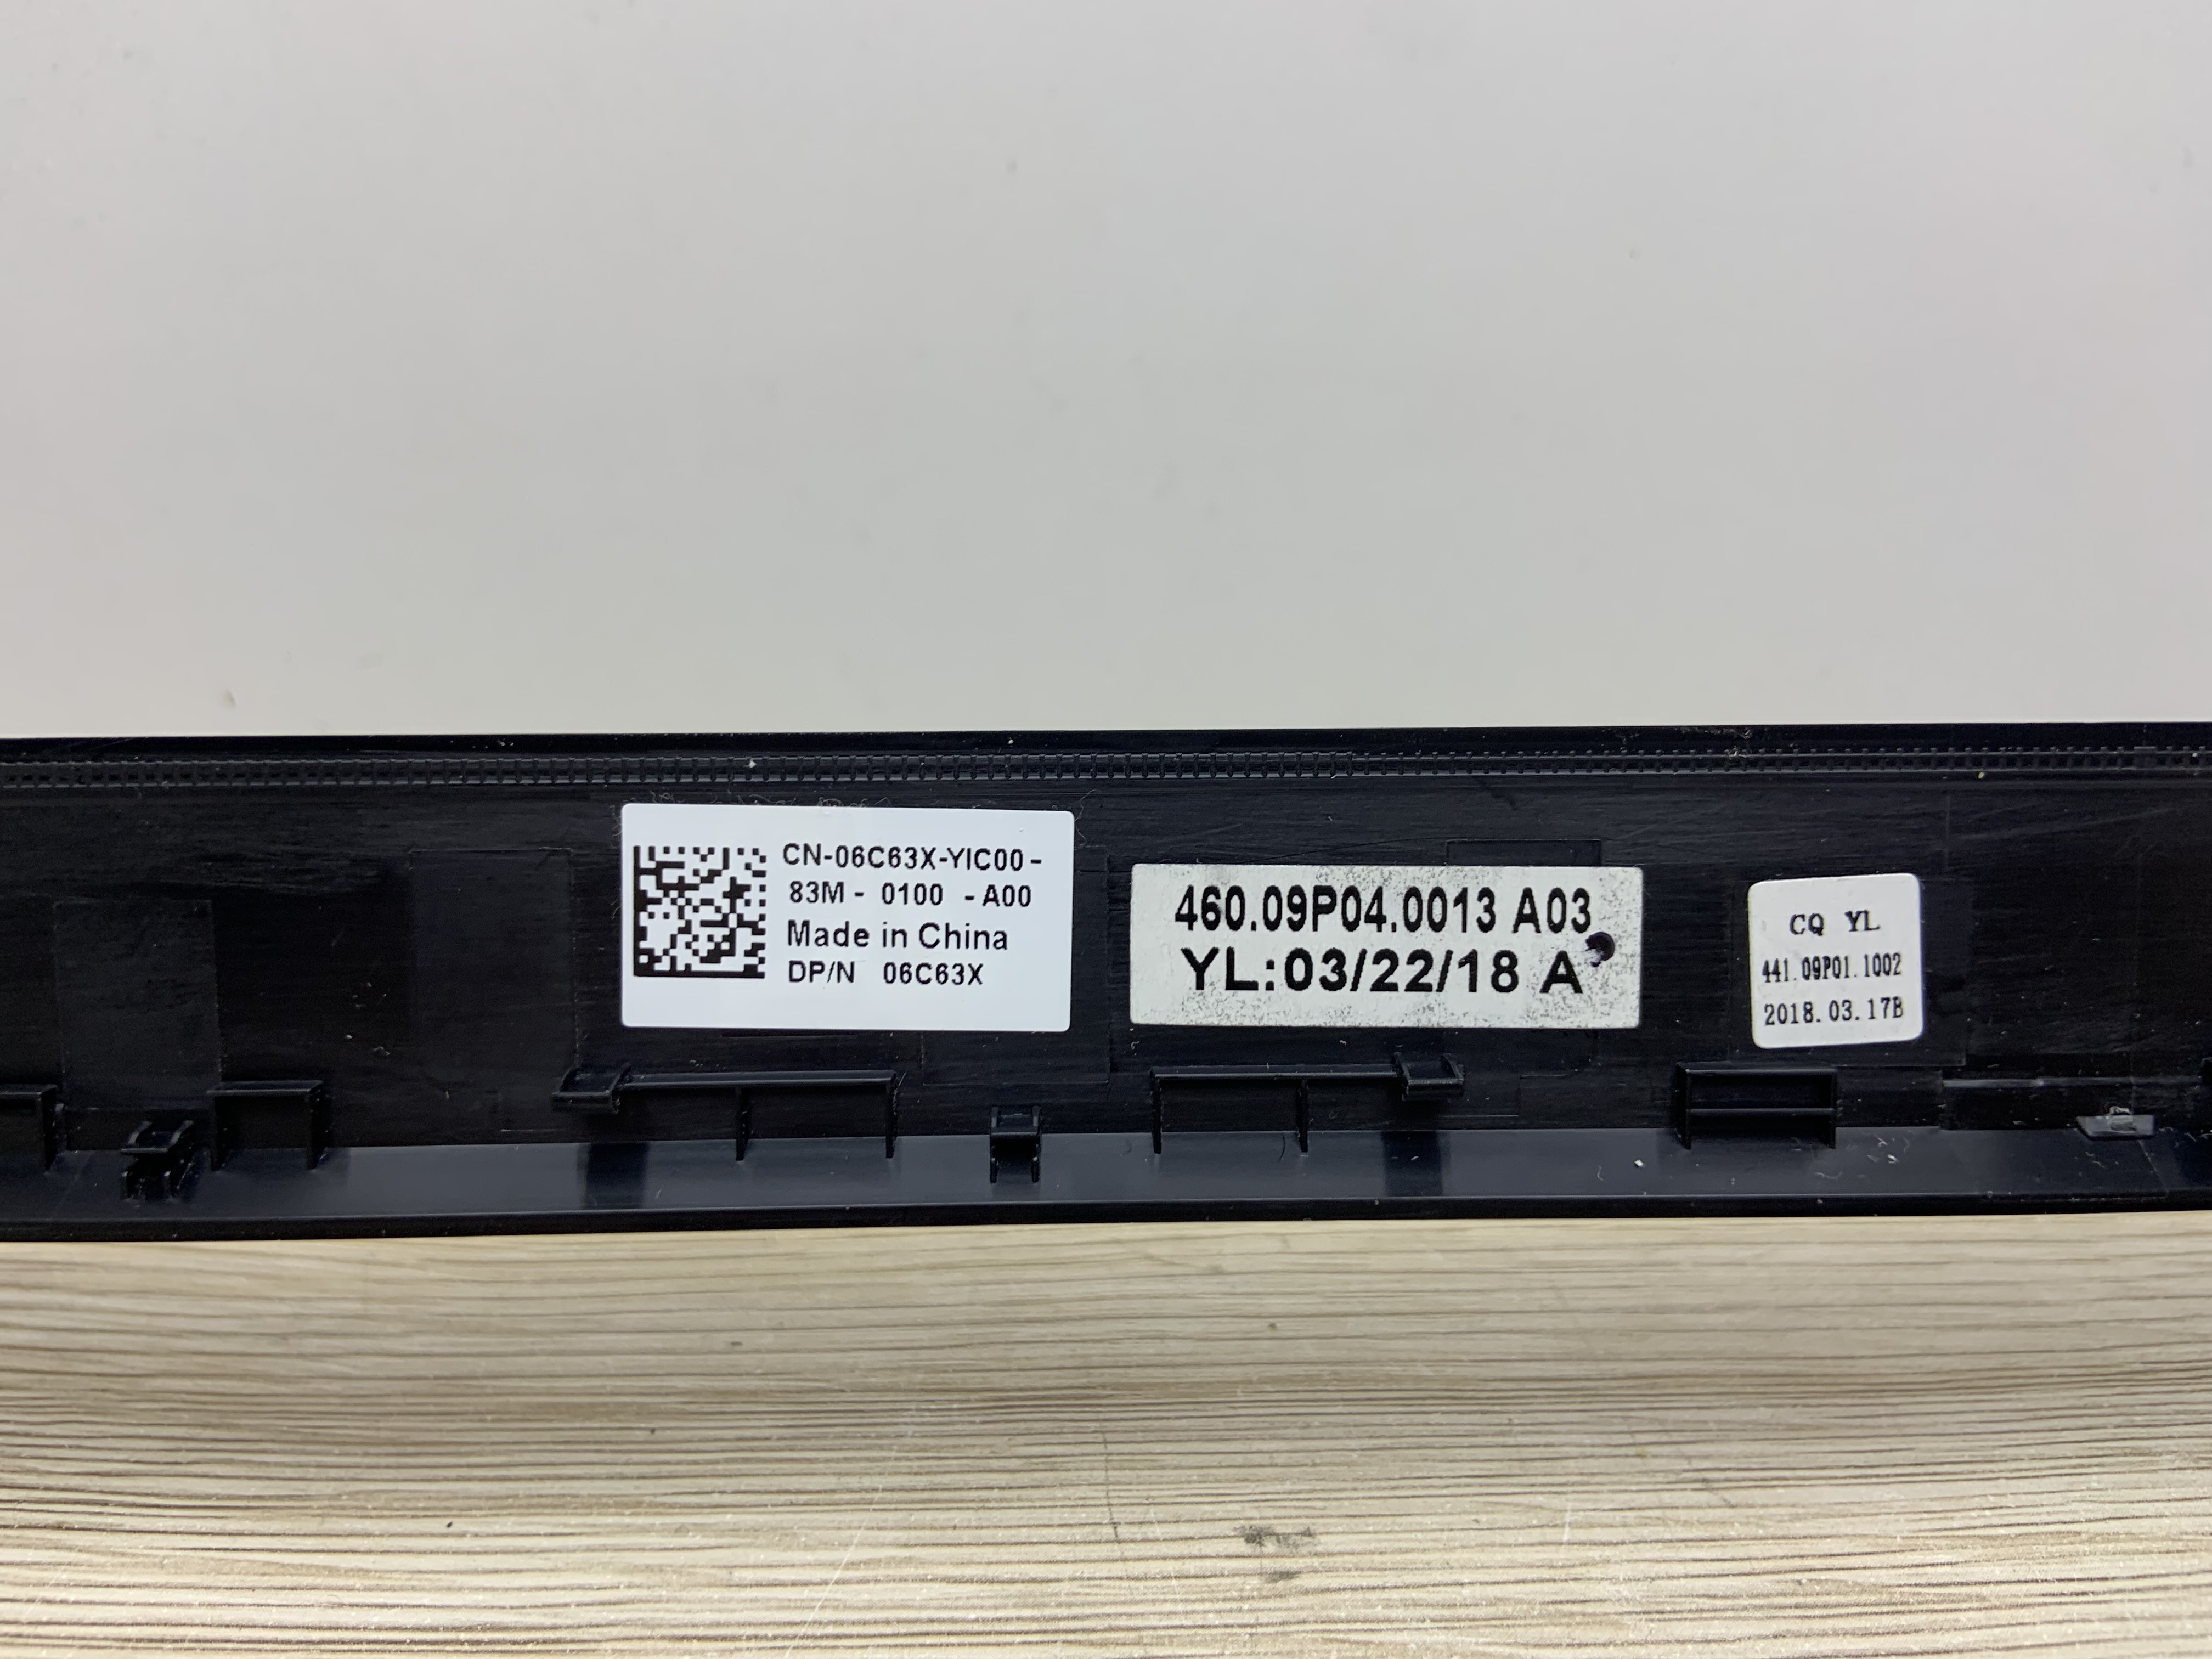 CN-06C63X-YIC00-
83M - 0100 - A00
Made in China
DP/N 06C63X
460.09P04.0013 A03
YL:03/22/18 A
CQ YL
441.09P01.1002
2018.03.17B